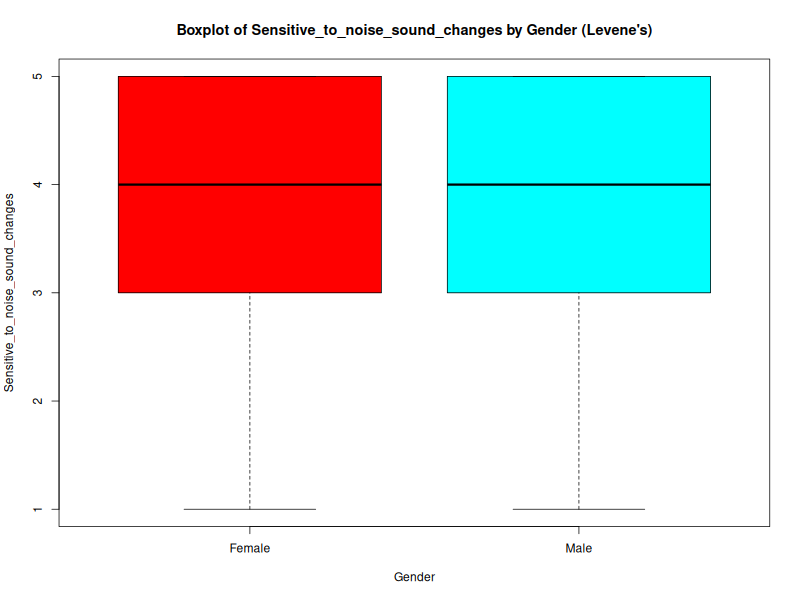 Boxplot of Sensitive_to_noise_sound_changes by Gender (Levene's)
Sensitive_to_noise_sound_changes
5
4
3
2
1
Female Male
Gender